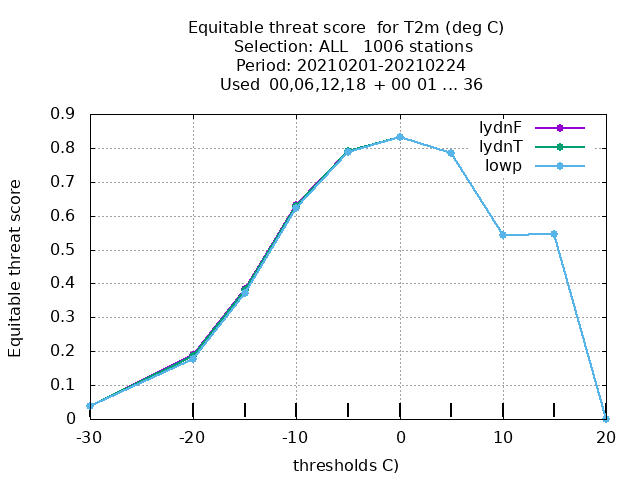 Equitable threat score  for T2m (deg C)
Selection: ALL   1006 stations
Period: 20210201-20210224
Used  00,06,12,18  + 00 01 ... 36
lydnF
lydnT
lowp
Equitable threat score
0.9
0.8
0.7
0.6
0.5
0.4
0.3
0.2
0.1
0
-30
-20
-10
0
10
20
thresholds C)